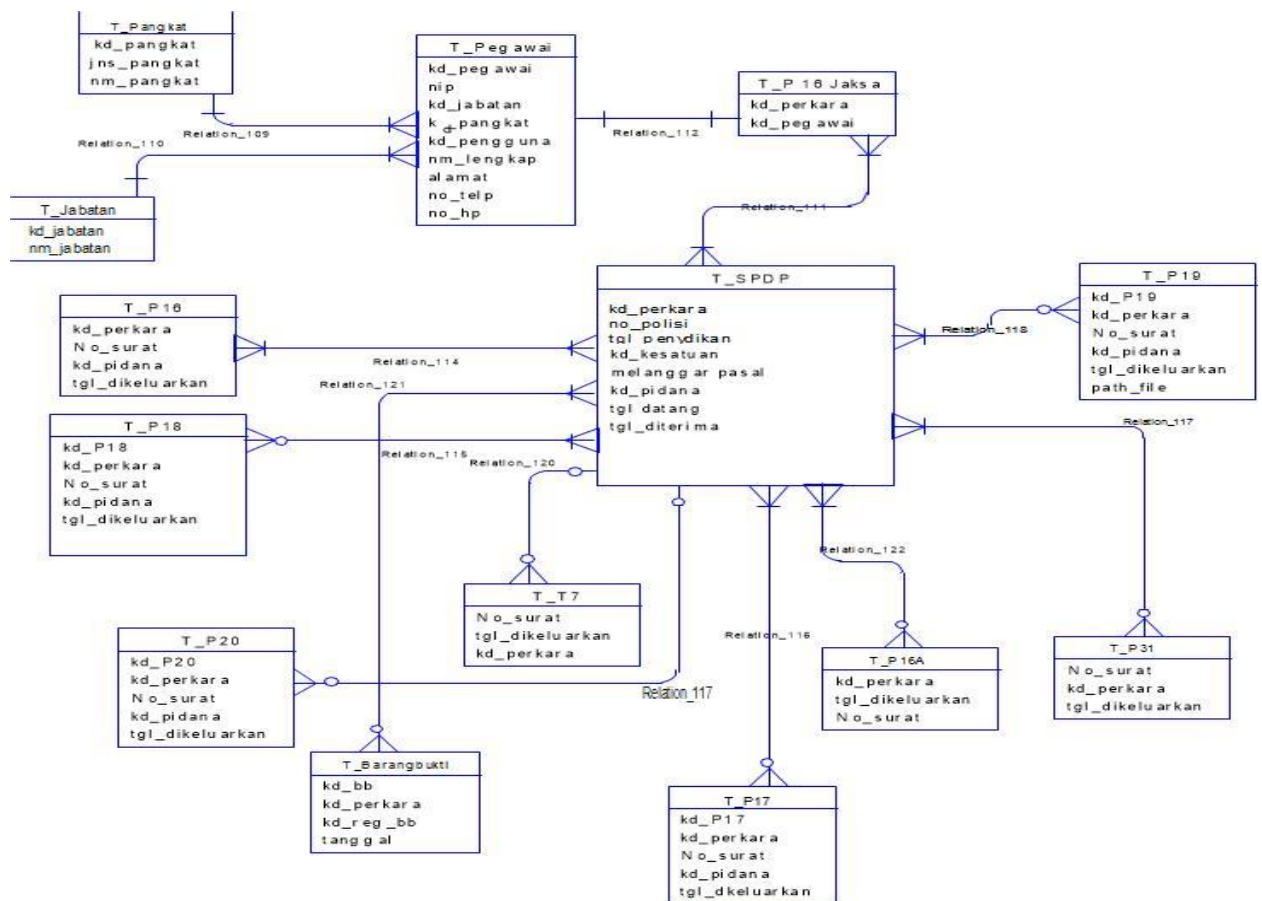 T_Pangkat
kd_pangkat
jns_pangkat
nm_pangkat
T_Pegawai
kd_pegawai
nip
kd_jabatan
kd_pangkat
kd_pengguna
nm_lengkap
alamat
no_telp
no_hp
T_P 16 Jaksa
kd_perkara
kd_pegawai
Relation_109
Relation_112
Relation_110
T_Jabatan
kd_jabatan
nm_jabatan
Relation_111
T_SPDP
kd_perkara
no_polisi
tgl_penydikan
kd_kesatuan
melanggar pasal
kd_pidana
tgl datang
tgl_diterima
T_P19
kd_P19
kd_perkara
No_surat
kd_pidana
tgl_dikeluarkan
path_file
Relation_118
T_P16
kd_perkara
No_surat
kd_pidana
tgl_dikeluarkan
Relation_114
Relation_121
T_P18
kd_P18
kd_perkara
No_surat
kd_pidana
tgl_dikeluarkan
Relation_115
Relation_120
Relation_117
Relation_122
T_T7
No_surat
tgl_dikeluarkan
kd_perkara
Relation_116
T_P20
kd_P20
kd_perkara
No_surat
kd_pidana
tgl_dikeluarkan
Relation_117
T_P16A
kd_perkara
tgl_dikeluarkan
No_surat
T_P31
No_surat
kd_perkara
tgl_dikeluarkan
T_Barangbukti
kd_bb
kd_perkara
kd_reg_bb
tanggal
T_P17
kd_P17
kd_perkara
No_surat
kd_pidana
tgl_dkeluarkan